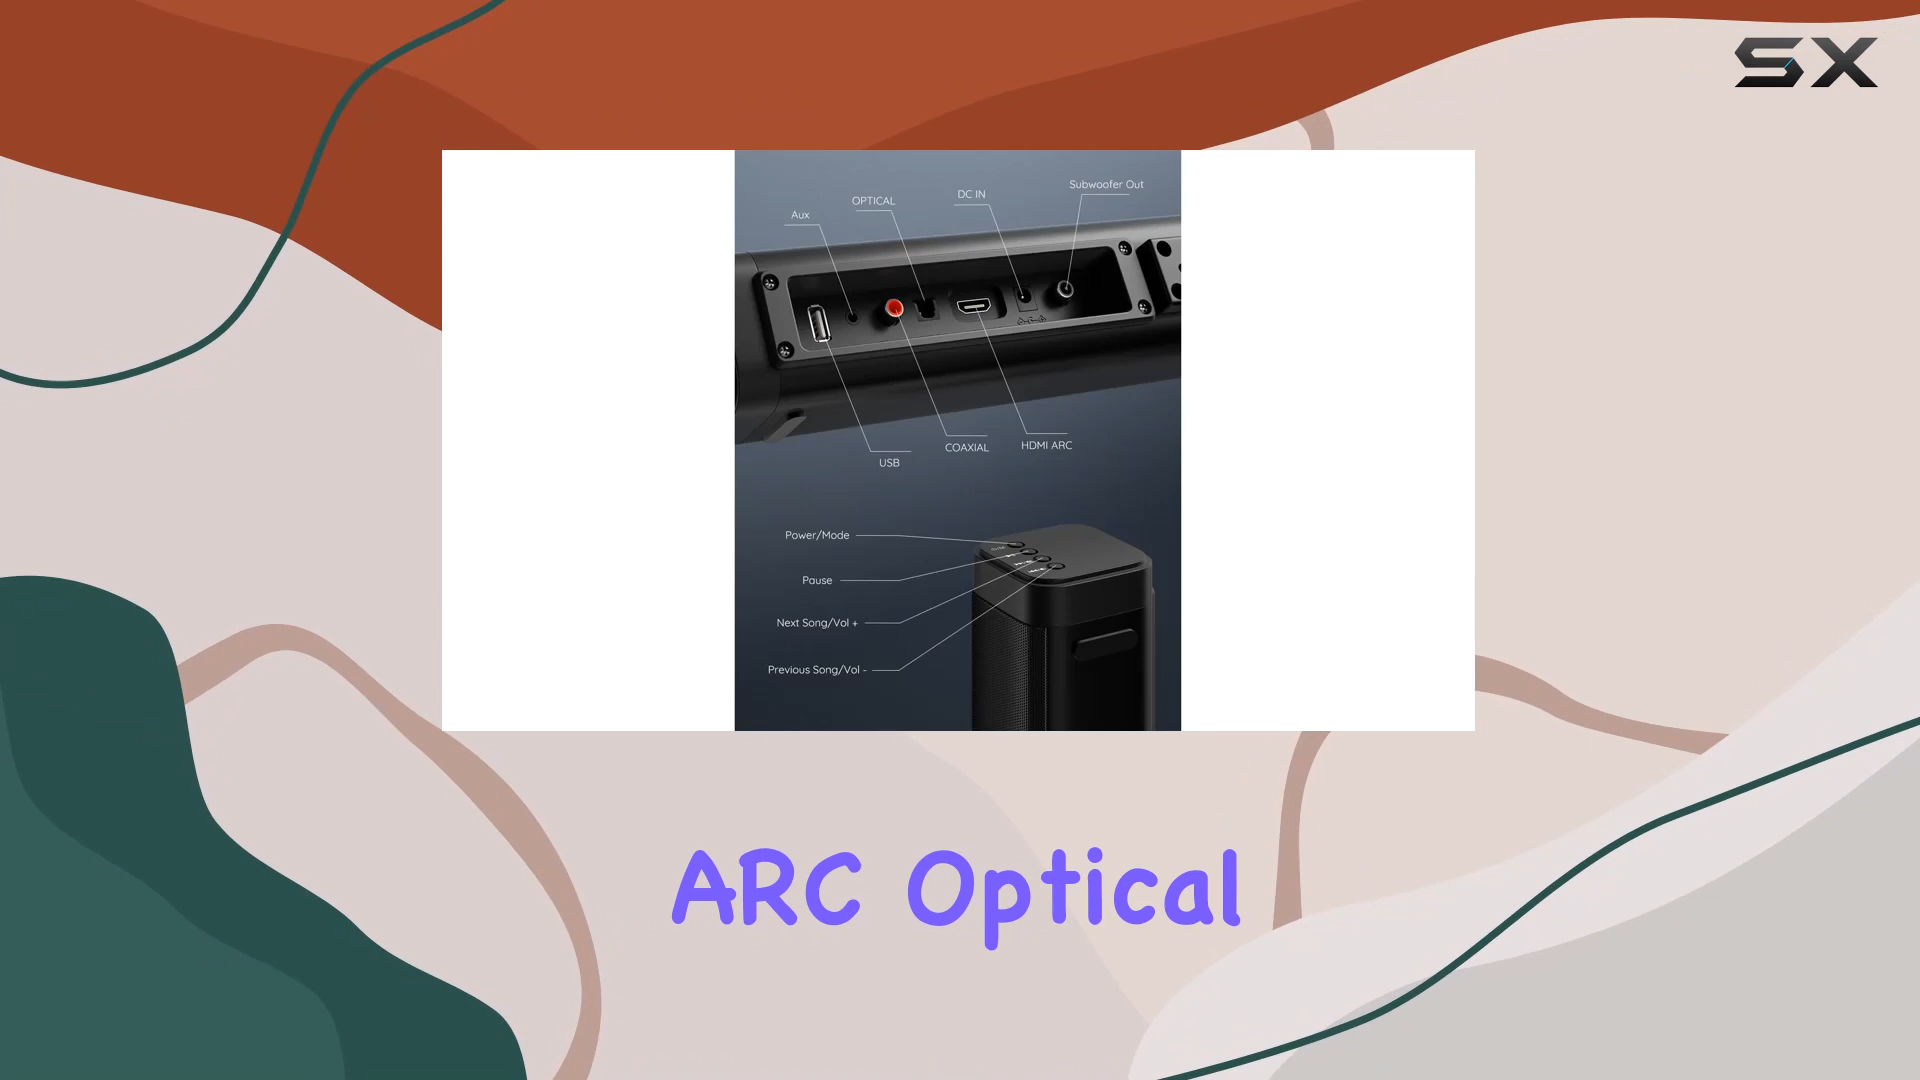 SX
Subwoofer Out
DC IN
OPTICAL
Aux
HDMI ARC
COAXIAL
USB
Power/Mode
Pause
Next Song/Vol +
Previous Song/Vol -
ARC Optical